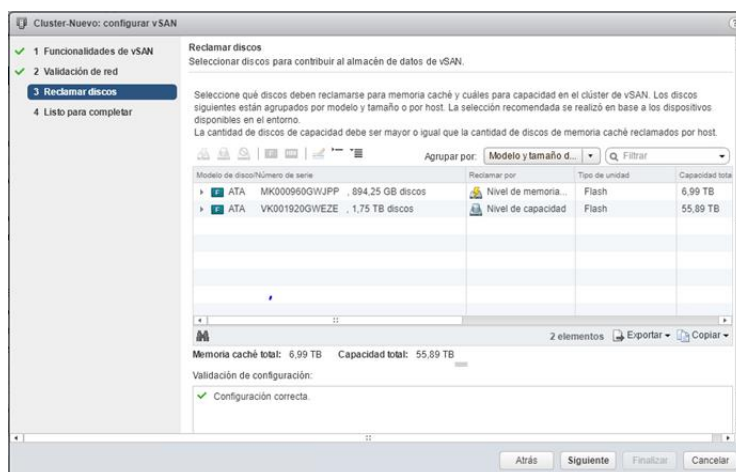 Cluster-Nuevo: configurar vSAN
1 Funcionalidades de vSAN
2 Validación de red
3 Reclamar discos
4 Listo para completar
Reclamar discos
Seleccionar discos para contribuir al almacén de datos de vSAN.
Seleccione qué discos deben reclamarse para memoria caché y cuáles para capacidad en el clúster de vSAN. Los discos
siguientes están agrupados por modelo y tamaño o por host. La selección recomendada se realizó en base a los dispositivos
disponibles en el entorno.
La cantidad de discos de capacidad debe ser mayor o igual que la cantidad de discos de memoria caché reclamados por host.
Agrupar por: Modelo y tamaño d... Filtrar
Modelo de disco/Número de serie Reclamar por Tipo de unidad Capacidad tota
F ATA MK000960GWJPP , 894,25 GB discos Nivel de memoria... Flash 6,99 TB
F ATA VK001920GWEZE , 1,75 TB discos Nivel de capacidad Flash 55,89 TB
2 elementos Exportar Copiar
Memoria caché total: 6,99 TB Capacidad total: 55,89 TB
Validación de configuración:
Configuración correcta.
Atrás Siguiente Finalizar Cancelar